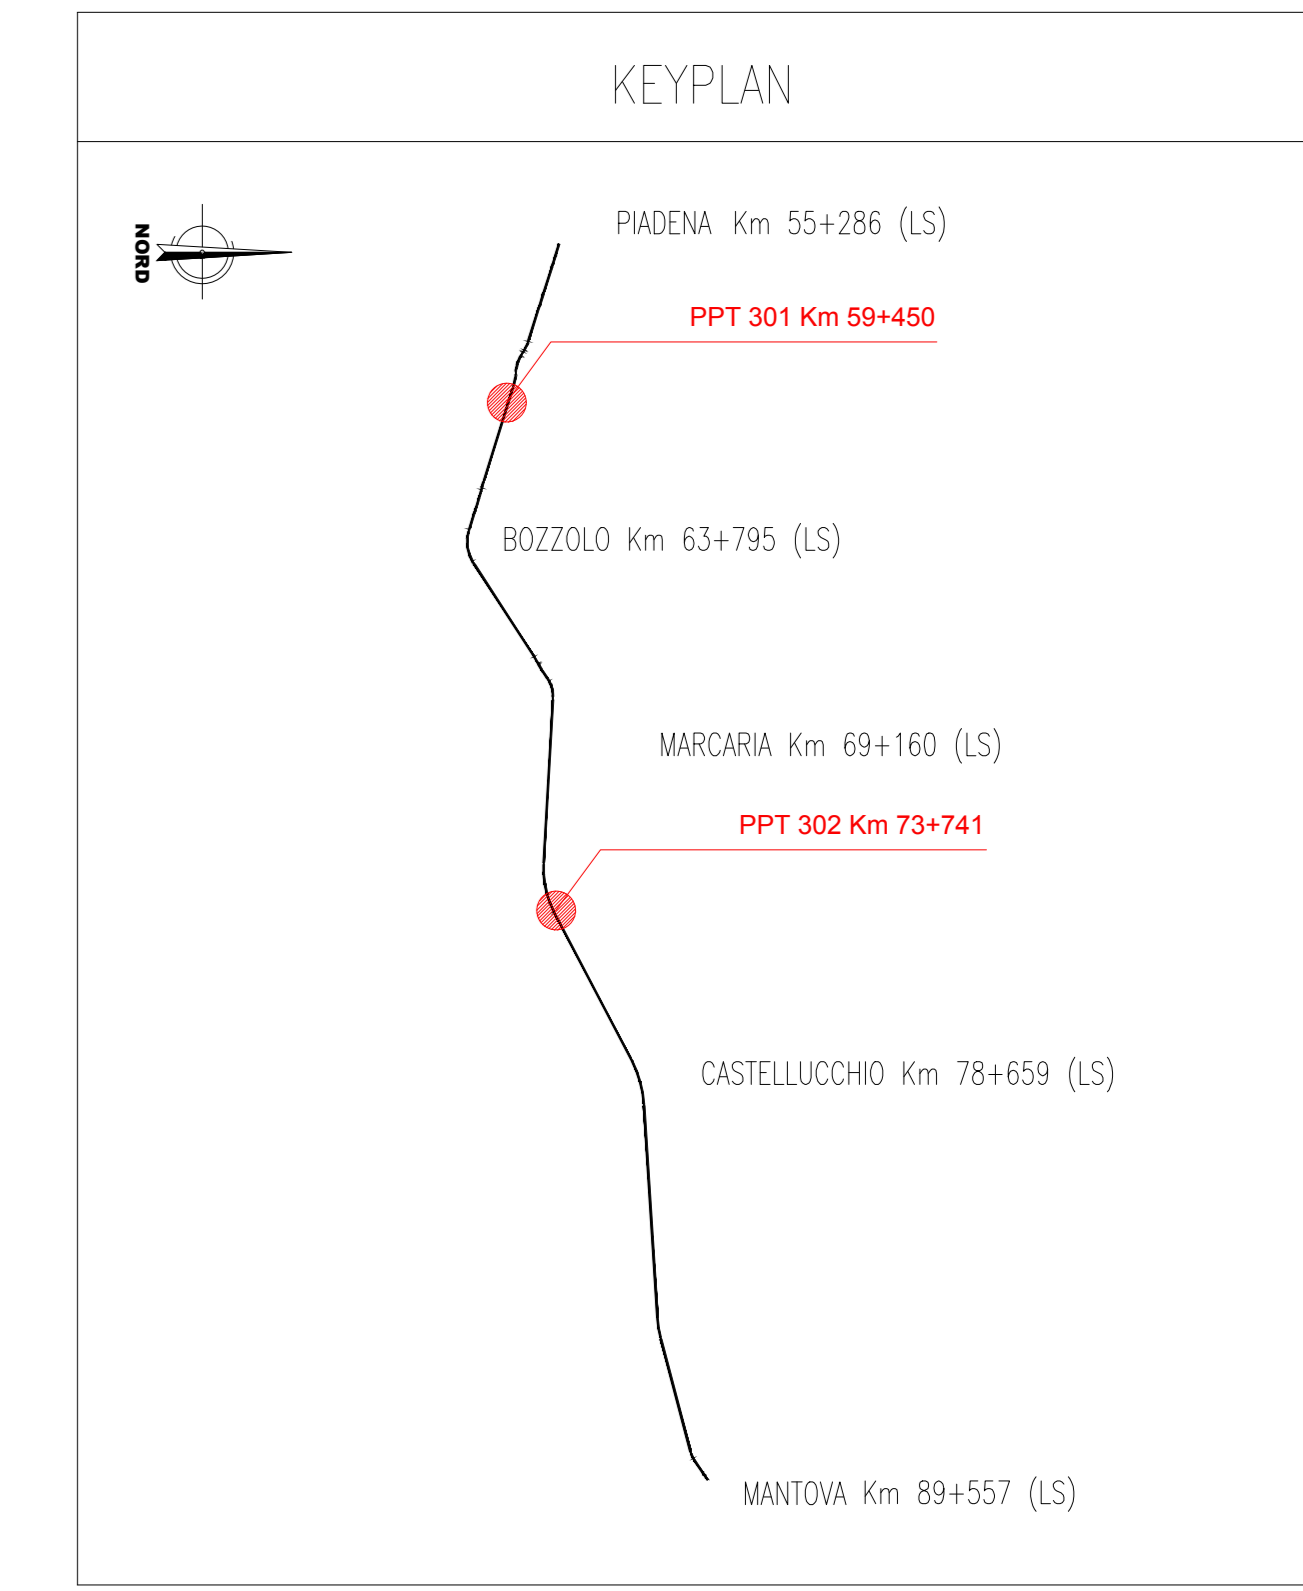 KEYPLAN
NORD
PIADENA Km 55+286 (LS)
PPT 301 Km 59+450
BOZZOLO Km 63+795 (LS)
MARCARIA Km 69+160 (LS)
PPT 302 Km 73+741
CASTELLUCCHIO Km 78+659 (LS)
MANTOVA Km 89+557 (LS)